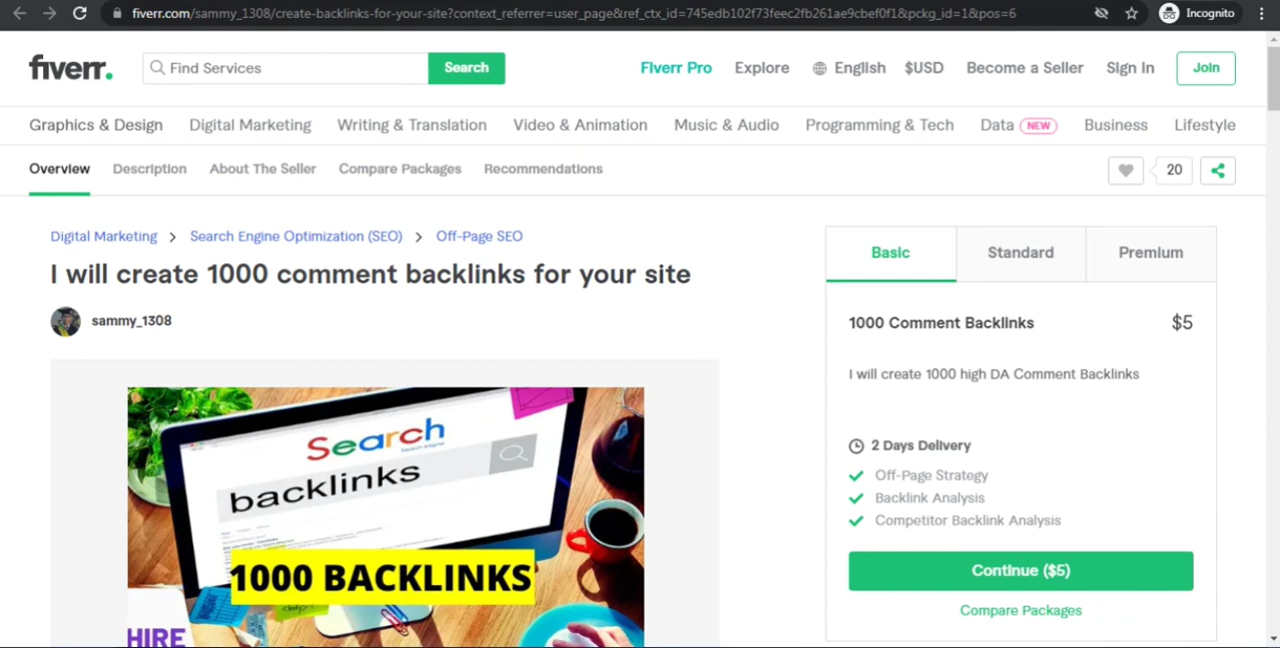 fiverr.com/sammy_1308/create-backlinks-for-your-site?context_referrer=user_page&ref_ctx_id=745edb102f73feec2fb261ae9cbef0f1&pckg_id=1&pos=6 Incognito
fiverr. Find Services Search Fiverr Pro Explore English $USD Become a Seller Sign In Join
Graphics & Design Digital Marketing Writing & Translation Video & Animation Music & Audio Programming & Tech Data NEW Business Lifestyle
Overview Description About The Seller Compare Packages Recommendations 20
Digital Marketing > Search Engine Optimization (SEO) > Off-Page SEO
I will create 1000 comment backlinks for your site
sammy_1308
Search
backlinks
1000 BACKLINKS
HIRE
Basic Standard Premium
1000 Comment Backlinks $5
I will create 1000 high DA Comment Backlinks
2 Days Delivery
Off-Page Strategy
Backlink Analysis
Competitor Backlink Analysis
Continue ($5)
Compare Packages